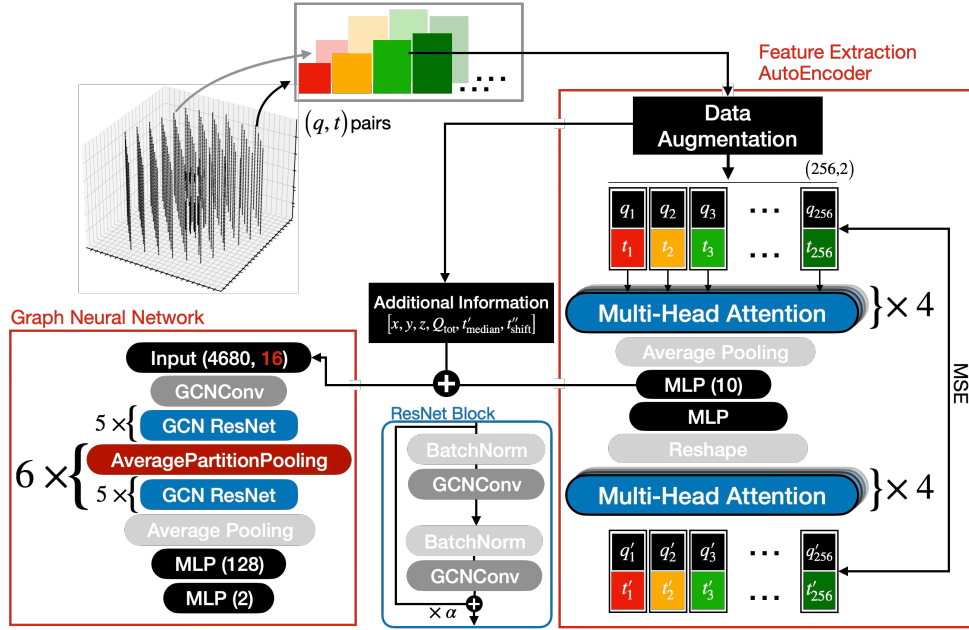 (q, t) pairs
Feature Extraction
AutoEncoder
Data
Augmentation
(256,2)
q₁ q₂ q₃ ... q₂₅₆
t₁ t₂ t₃ ... t₂₅₆
Multi-Head Attention
} × 4
Average Pooling
MLP (10)
MLP
Reshape
Multi-Head Attention
} × 4
q′₁ q′₂ q′₃ ... q′₂₅₆
t′₁ t′₂ t′₃ ... t′₂₅₆
MSE
Additional Information
[x, y, z, Q_tot, t′_median, t″_shift]
+
Graph Neural Network
Input (4680, 16)
GCNConv
5 ×{ GCN ResNet
6 ×{ AveragePartitionPooling
5 ×{ GCN ResNet
Average Pooling
MLP (128)
MLP (2)
ResNet Block
BatchNorm
GCNConv
BatchNorm
GCNConv
+
× α